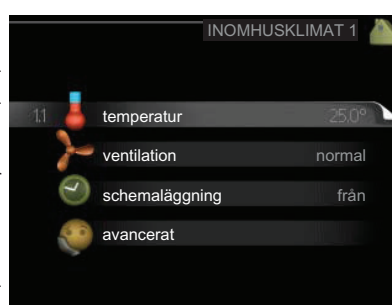 INOMHUSKLIMAT 1
1.1 temperatur 25.0°
ventilation normal
schemaläggning från
avancerat